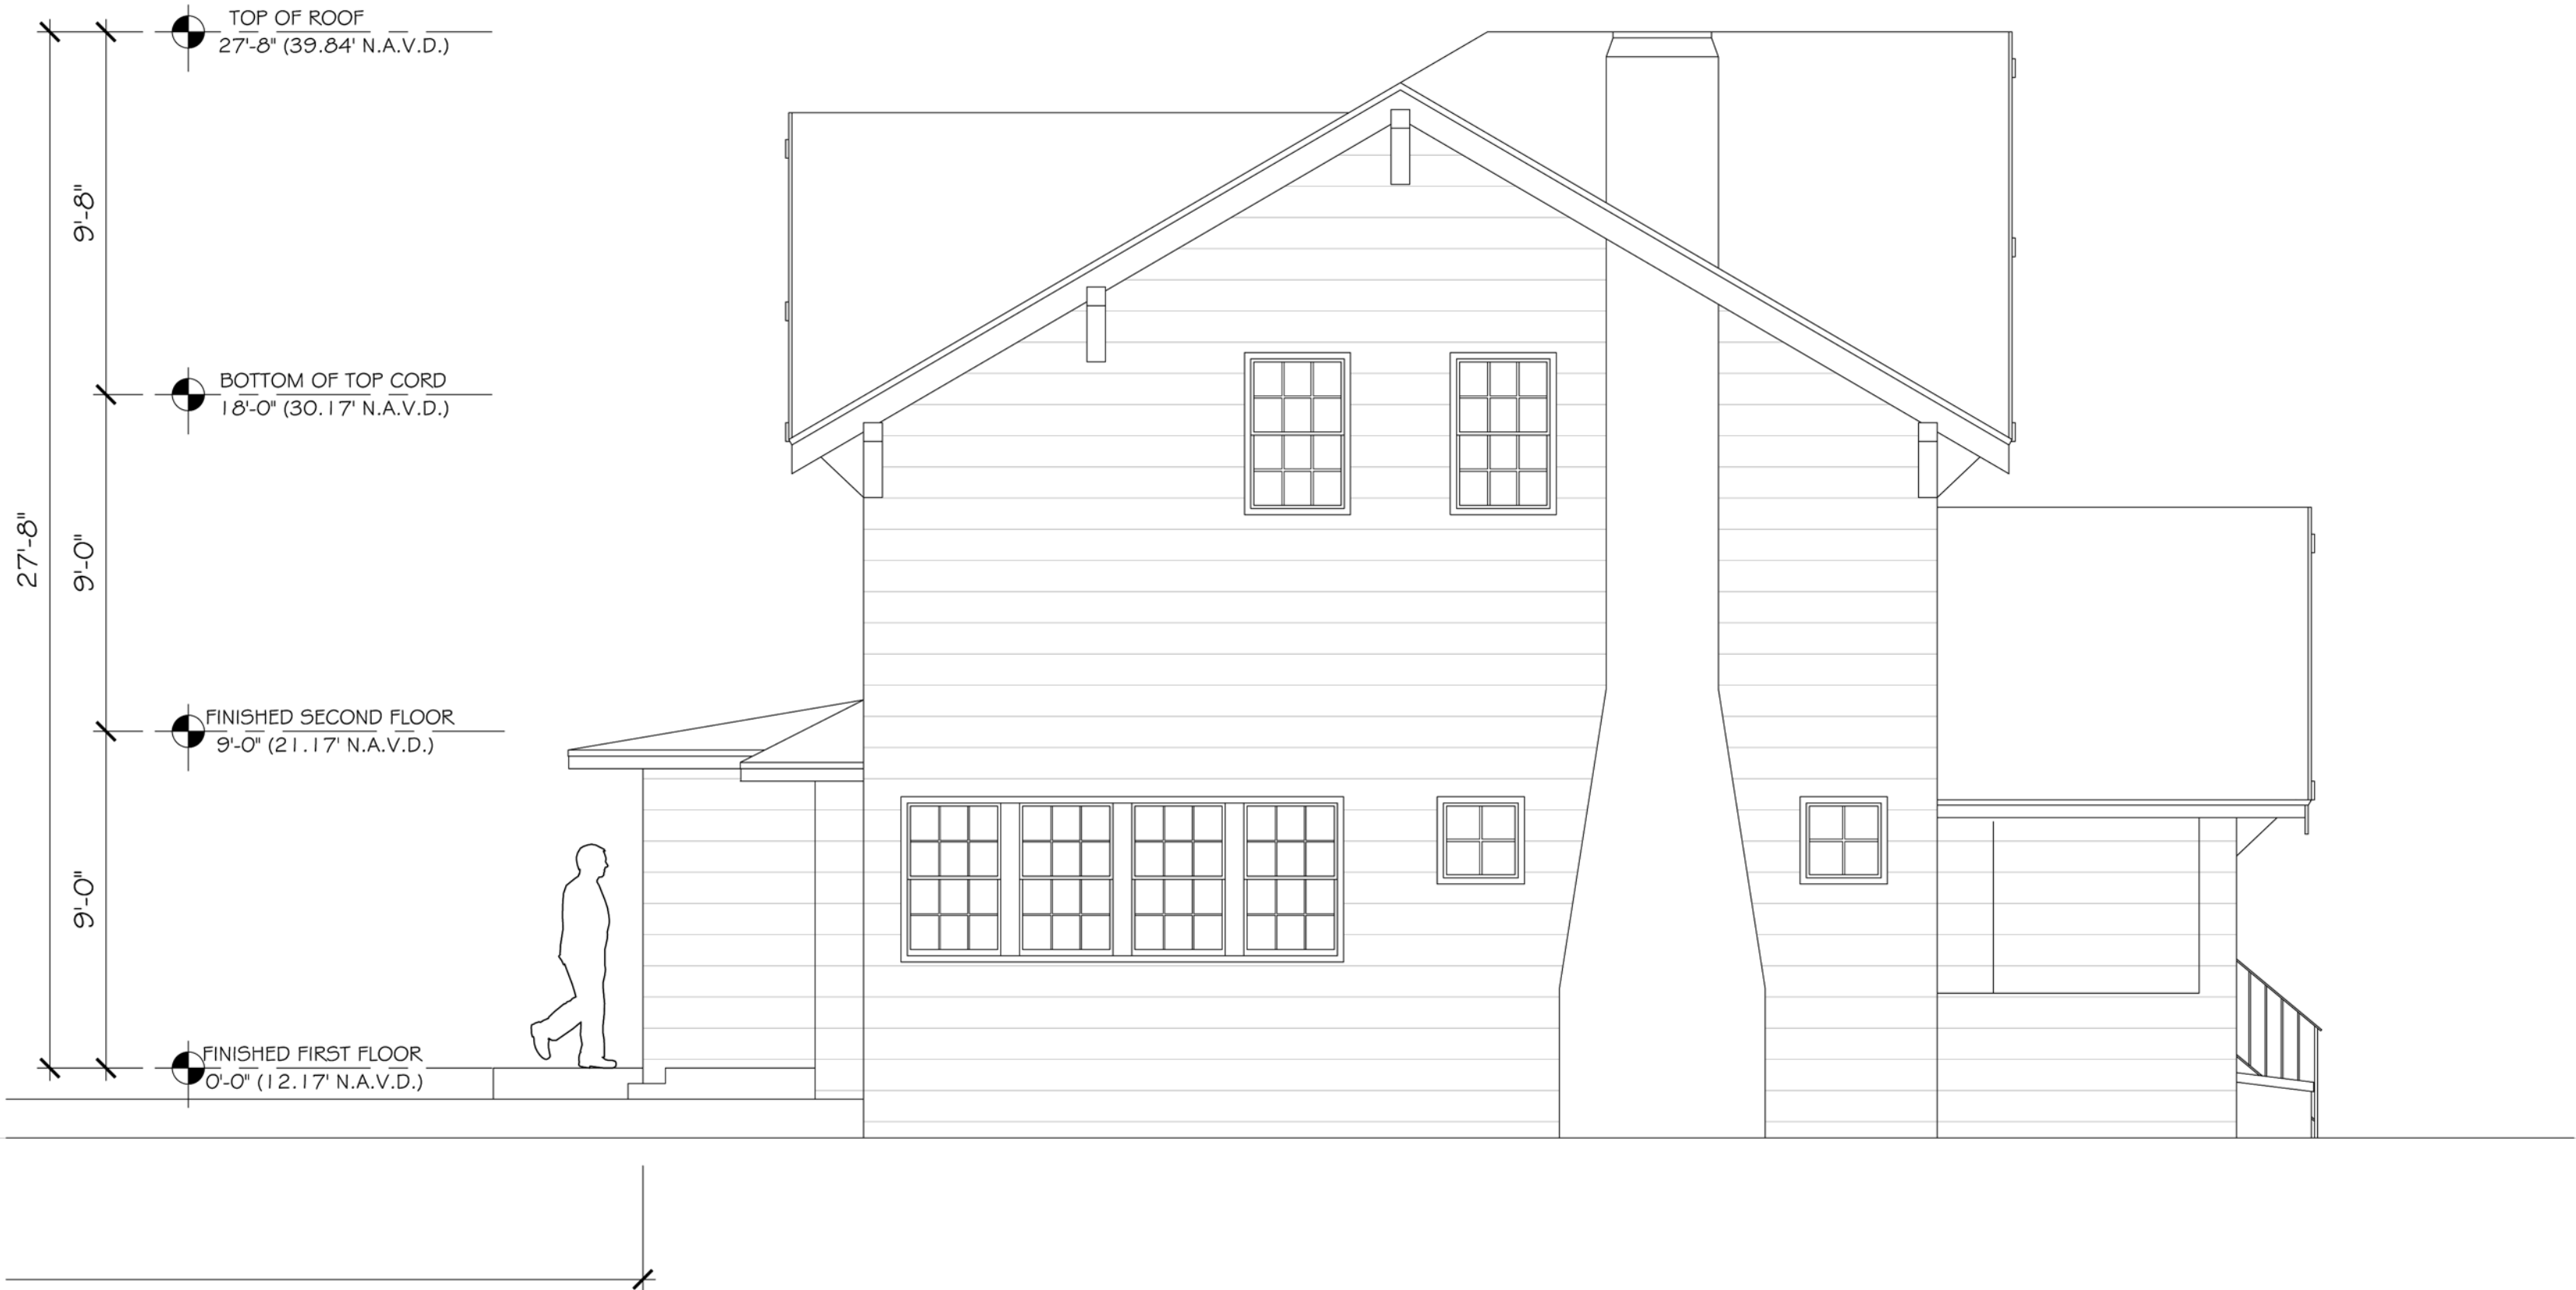 TOP OF ROOF
27'-8" (39.84' N.A.V.D.)
9'-8"
BOTTOM OF TOP CORD
18'-0" (30.17' N.A.V.D.)
27'-8"
9'-0"
FINISHED SECOND FLOOR
9'-0" (21.17' N.A.V.D.)
9'-0"
FINISHED FIRST FLOOR
0'-0" (12.17' N.A.V.D.)